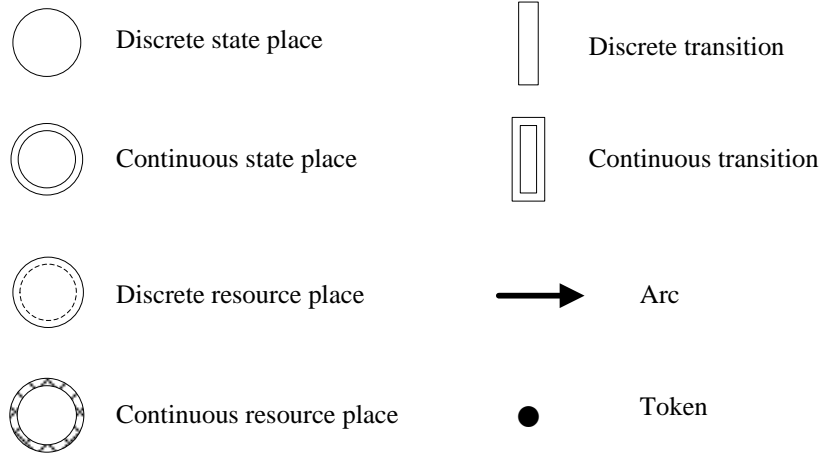 Discrete state place
Discrete transition
Continuous state place
Continuous transition
Discrete resource place
Arc
Continuous resource place
Token